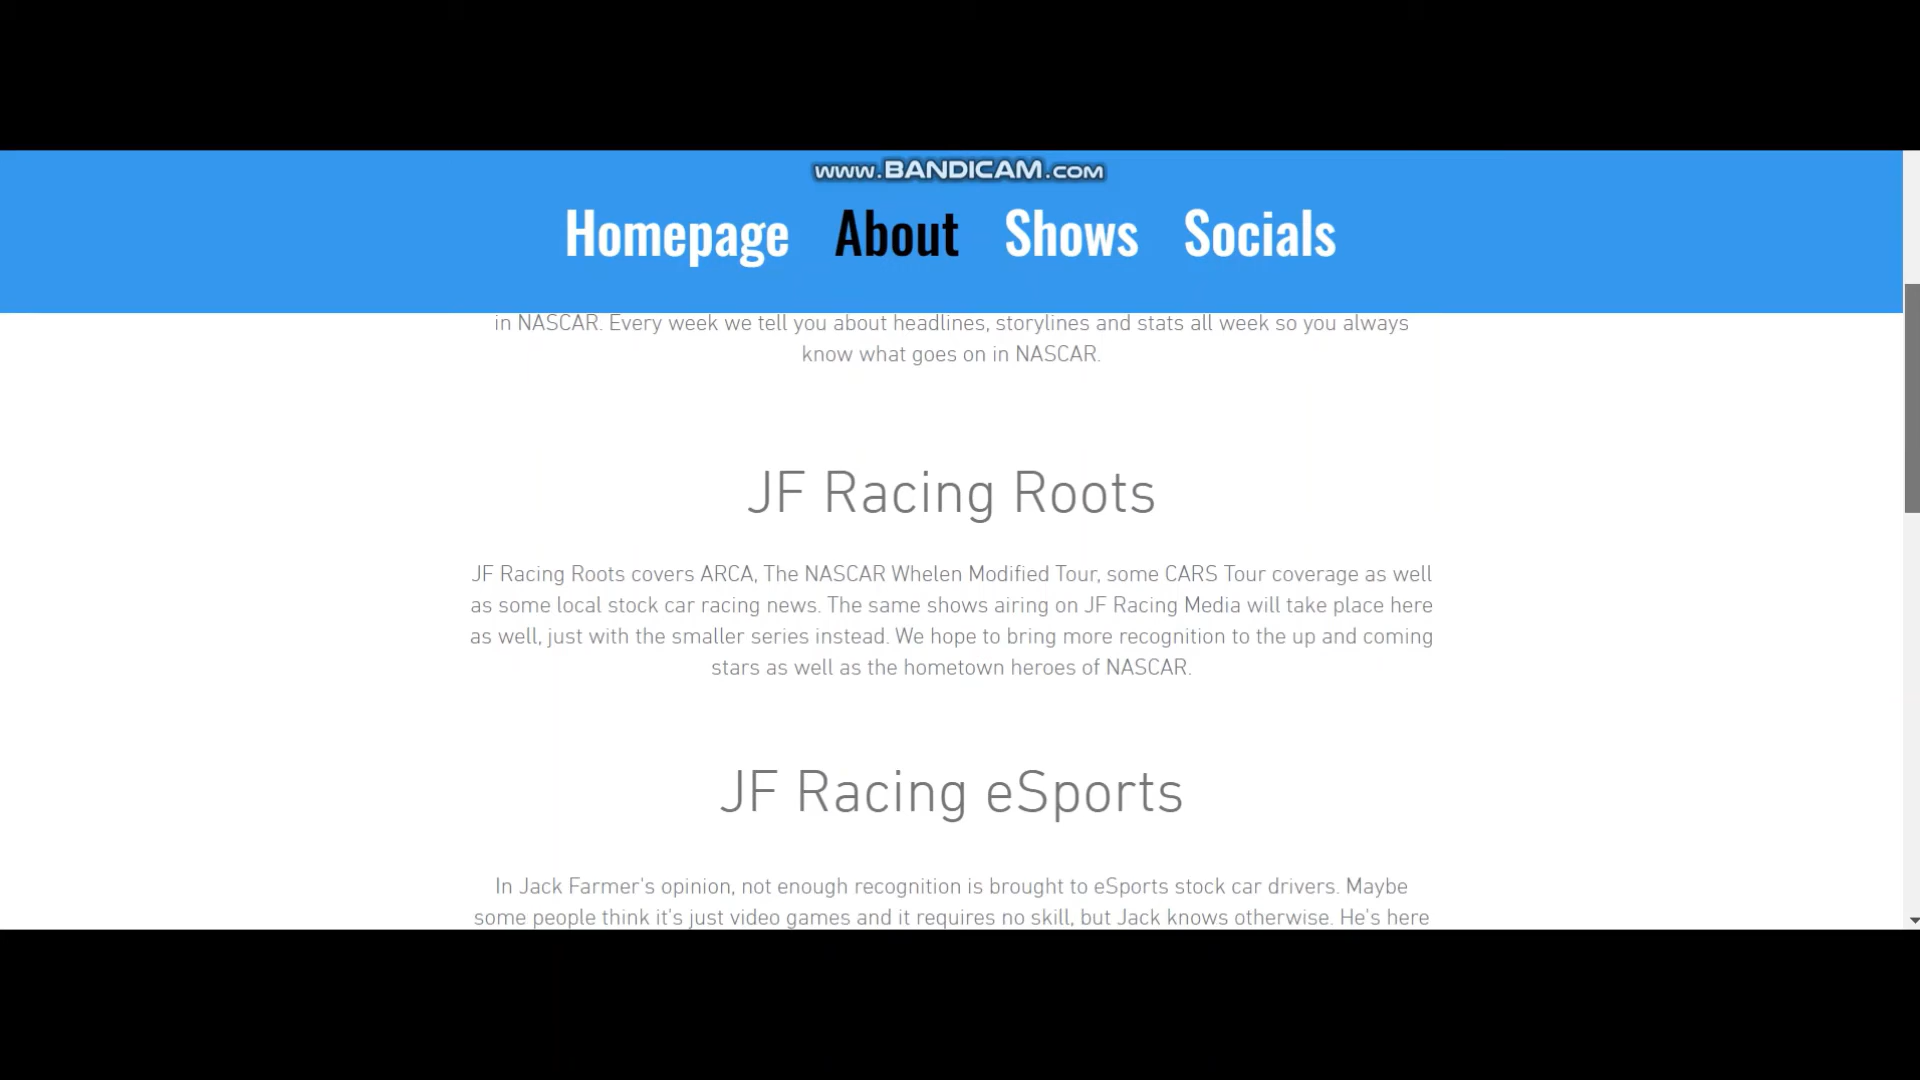 www.BANDICAM.com
Homepage About Shows Socials
in NASCAR. Every week we tell you about headlines, storylines and stats all week so you always
know what goes on in NASCAR.
JF Racing Roots
JF Racing Roots covers ARCA, The NASCAR Whelen Modified Tour, some CARS Tour coverage as well
as some local stock car racing news. The same shows airing on JF Racing Media will take place here
as well, just with the smaller series instead. We hope to bring more recognition to the up and coming
stars as well as the hometown heroes of NASCAR.
JF Racing eSports
In Jack Farmer's opinion, not enough recognition is brought to eSports stock car drivers. Maybe
some people think it's just video games and it requires no skill, but Jack knows otherwise. He's here